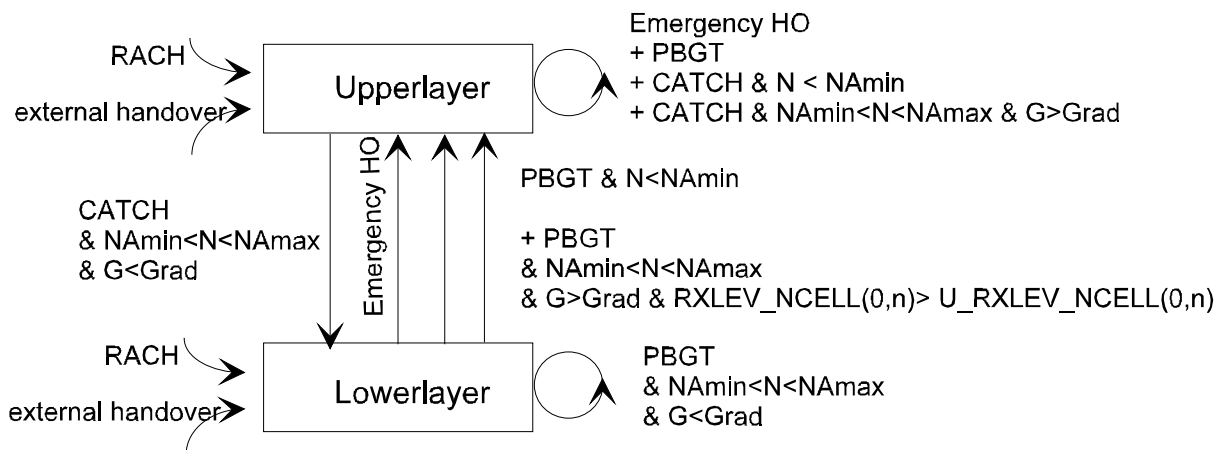 RACH
external handover
Upperlayer
Emergency HO
+ PBGT
+ CATCH & N < NAmin
+ CATCH & NAmin<N<NAmax & G>Grad
CATCH
& NAmin<N<NAmax
& G<Grad
Emergency HO
PBGT & N<NAmin
+ PBGT
& NAmin<N<NAmax
& G>Grad & RXLEV_NCELL(0,n)> U_RXLEV_NCELL(0,n)
RACH
external handover
Lowerlayer
PBGT
& NAmin<N<NAmax
& G<Grad